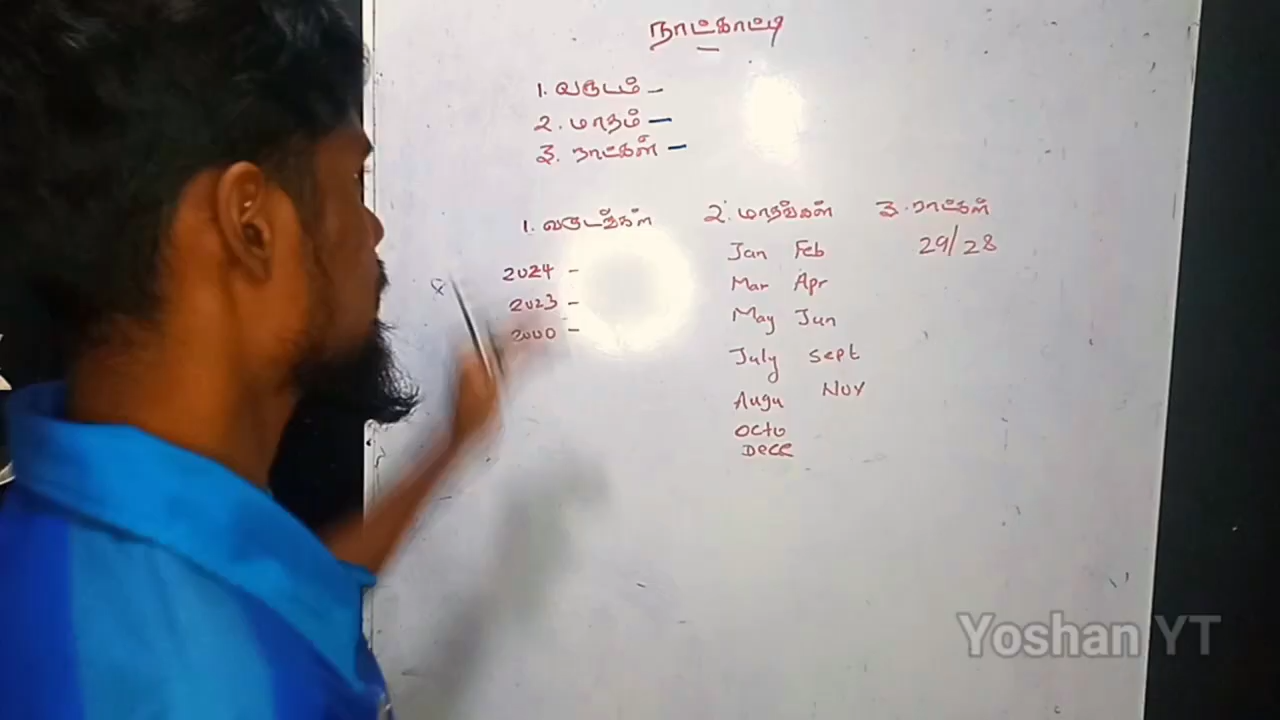 நாட்காட்டி
1. வருடம் -
2. மாதம் -
3. நாட்கள் -
1. வருடங்கள்
2. மாதங்கள்
3. நாட்கள்
2024 -
2023 -
2000 -
Jan Feb
Mar Apr
May Jun
July Sept
Augu Nov
Octo
Dece
29/28
Yoshan YT